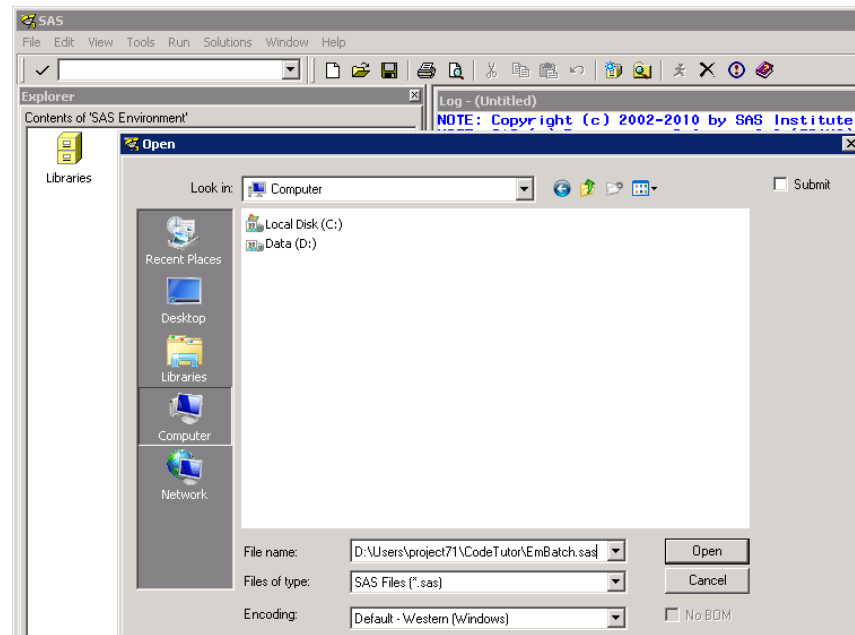 SAS
File Edit View Tools Run Solutions Window Help
Explorer
Contents of 'SAS Environment'
Libraries
Log - (Untitled)
NOTE: Copyright (c) 2002-2010 by SAS Institute
Open
Look in:
Computer
Submit
Local Disk (C:)
Data (D:)
Recent Places
Desktop
Libraries
Computer
Network
File name:
D:\Users\project71\CodeTutor\EmBatch.sas
Open
Files of type:
SAS Files (*.sas)
Cancel
Encoding:
Default - Western (Windows)
No BOM